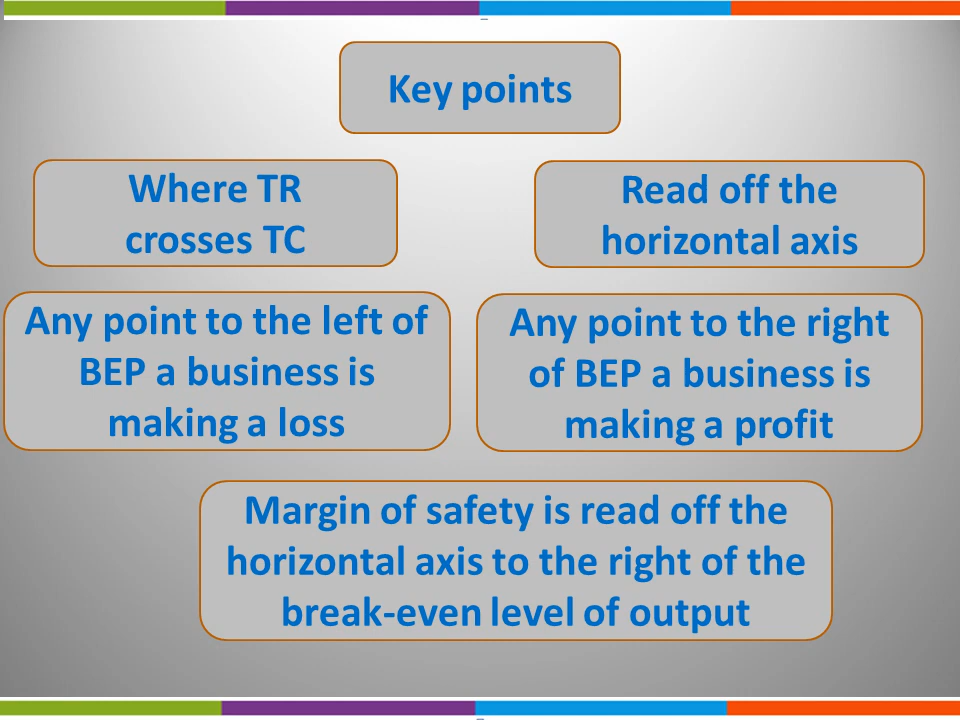 Key points
Where TR
crosses TC
Read off the
horizontal axis
Any point to the left of
BEP a business is
making a loss
Any point to the right
of BEP a business is
making a profit
Margin of safety is read off the
horizontal axis to the right of the
break-even level of output